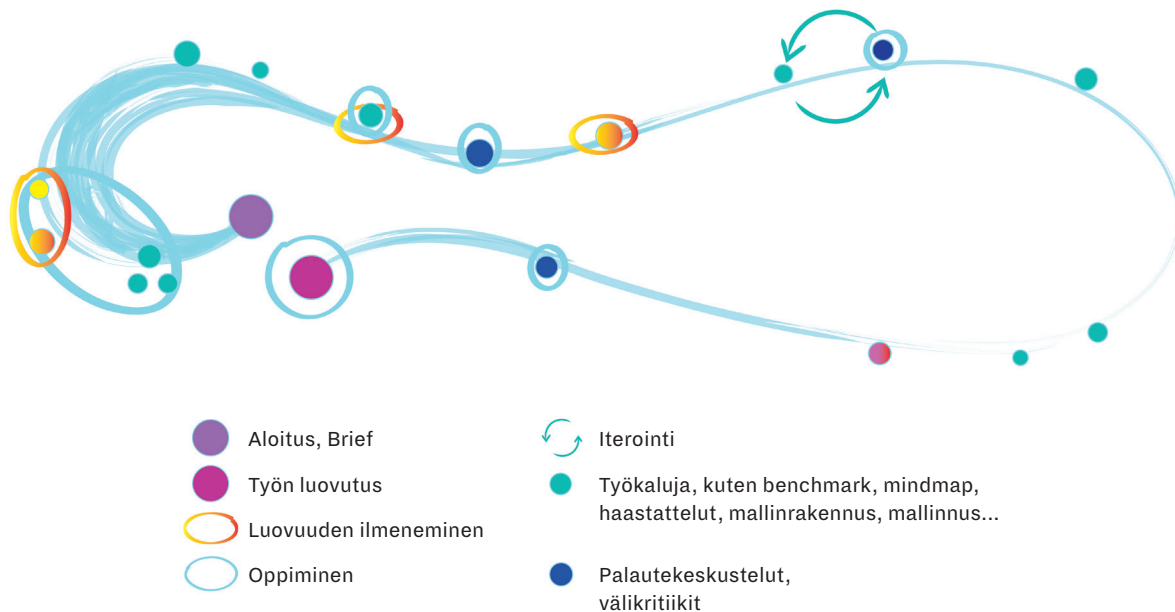 Aloitus, Brief
Työn luovutus
Luovuuden ilmeneminen
Oppiminen
Iterointi
Työkaluja, kuten benchmark, mindmap,
haastattelut, mallinrakennus, mallinnus...
Palautekeskustelut,
välikritiikit